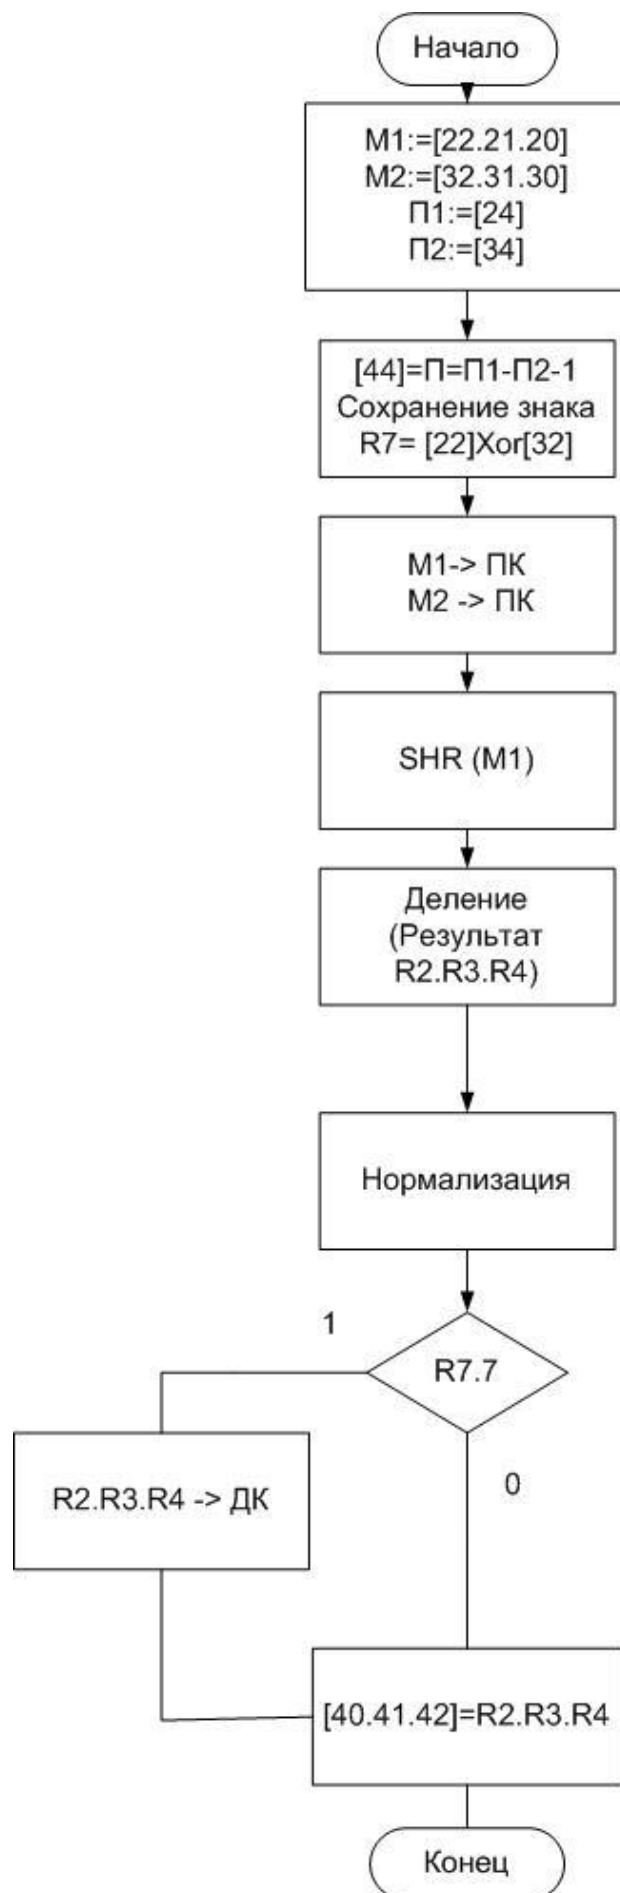 Начало
М1:=[22.21.20]
М2:=[32.31.30]
П1:=[24]
П2:=[34]
[44]=П=П1-П2-1
Сохранение знака
R7= [22]Xor[32]
М1-> ПК
М2 -> ПК
SHR (М1)
Деление
(Результат
R2.R3.R4)
Нормализация
1
R7.7
0
R2.R3.R4 -> ДК
[40.41.42]=R2.R3.R4
Конец